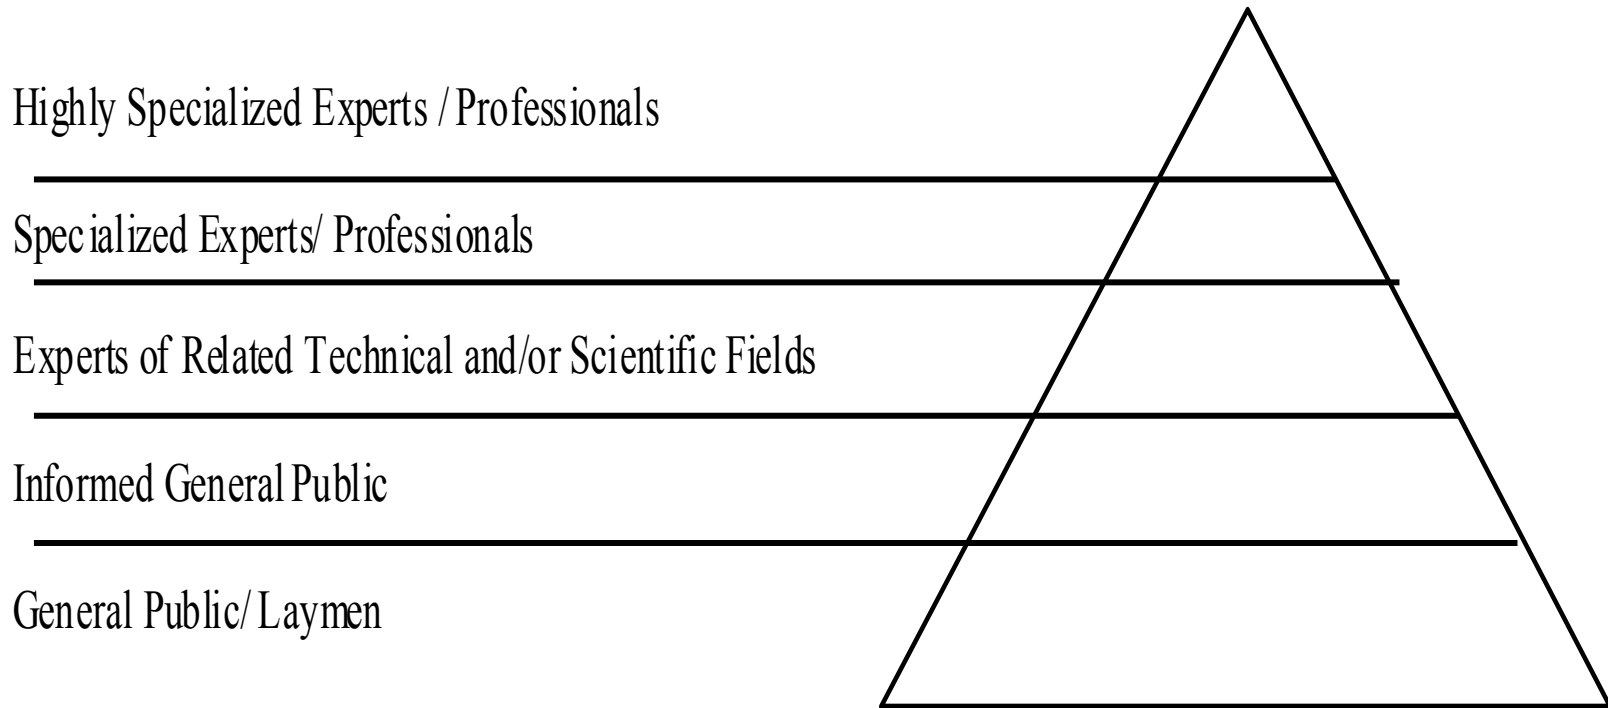 Highly Specialized Experts / Professionals
Specialized Experts/ Professionals
Experts of Related Technical and/or Scientific Fields
Informed General Public
General Public/ Laymen